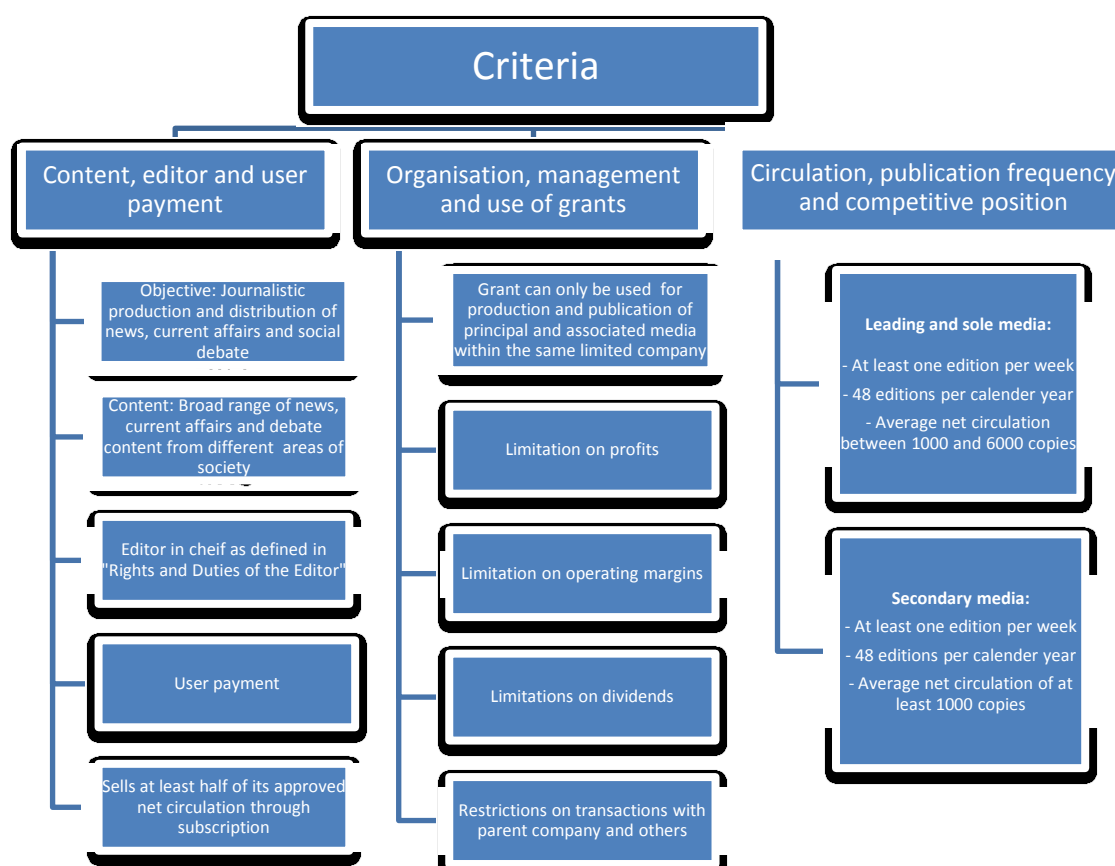 Criteria
Content, editor and user
payment
Objective: Journalistic
production and distribution of
news, current affairs and social
debate
Content: Broad range of news,
current affairs and debate
content from different areas of
society
Editor in cheif as defined in
"Rights and Duties of the Editor"
User payment
Sells at least half of its approved
net circulation through
subscription
Organisation, management
and use of grants
Grant can only be used for
production and publication of
principal and associated media
within the same limited company
Limitation on profits
Limitation on operating margins
Limitations on dividends
Restrictions on transactions with
parent company and others
Circulation, publication frequency
and competitive position
Leading and sole media:
- At least one edition per week
- 48 editions per calender year
- Average net circulation
between 1000 and 6000 copies
Secondary media:
- At least one edition per week
- 48 editions per calender year
- Average net circulation of at
least 1000 copies